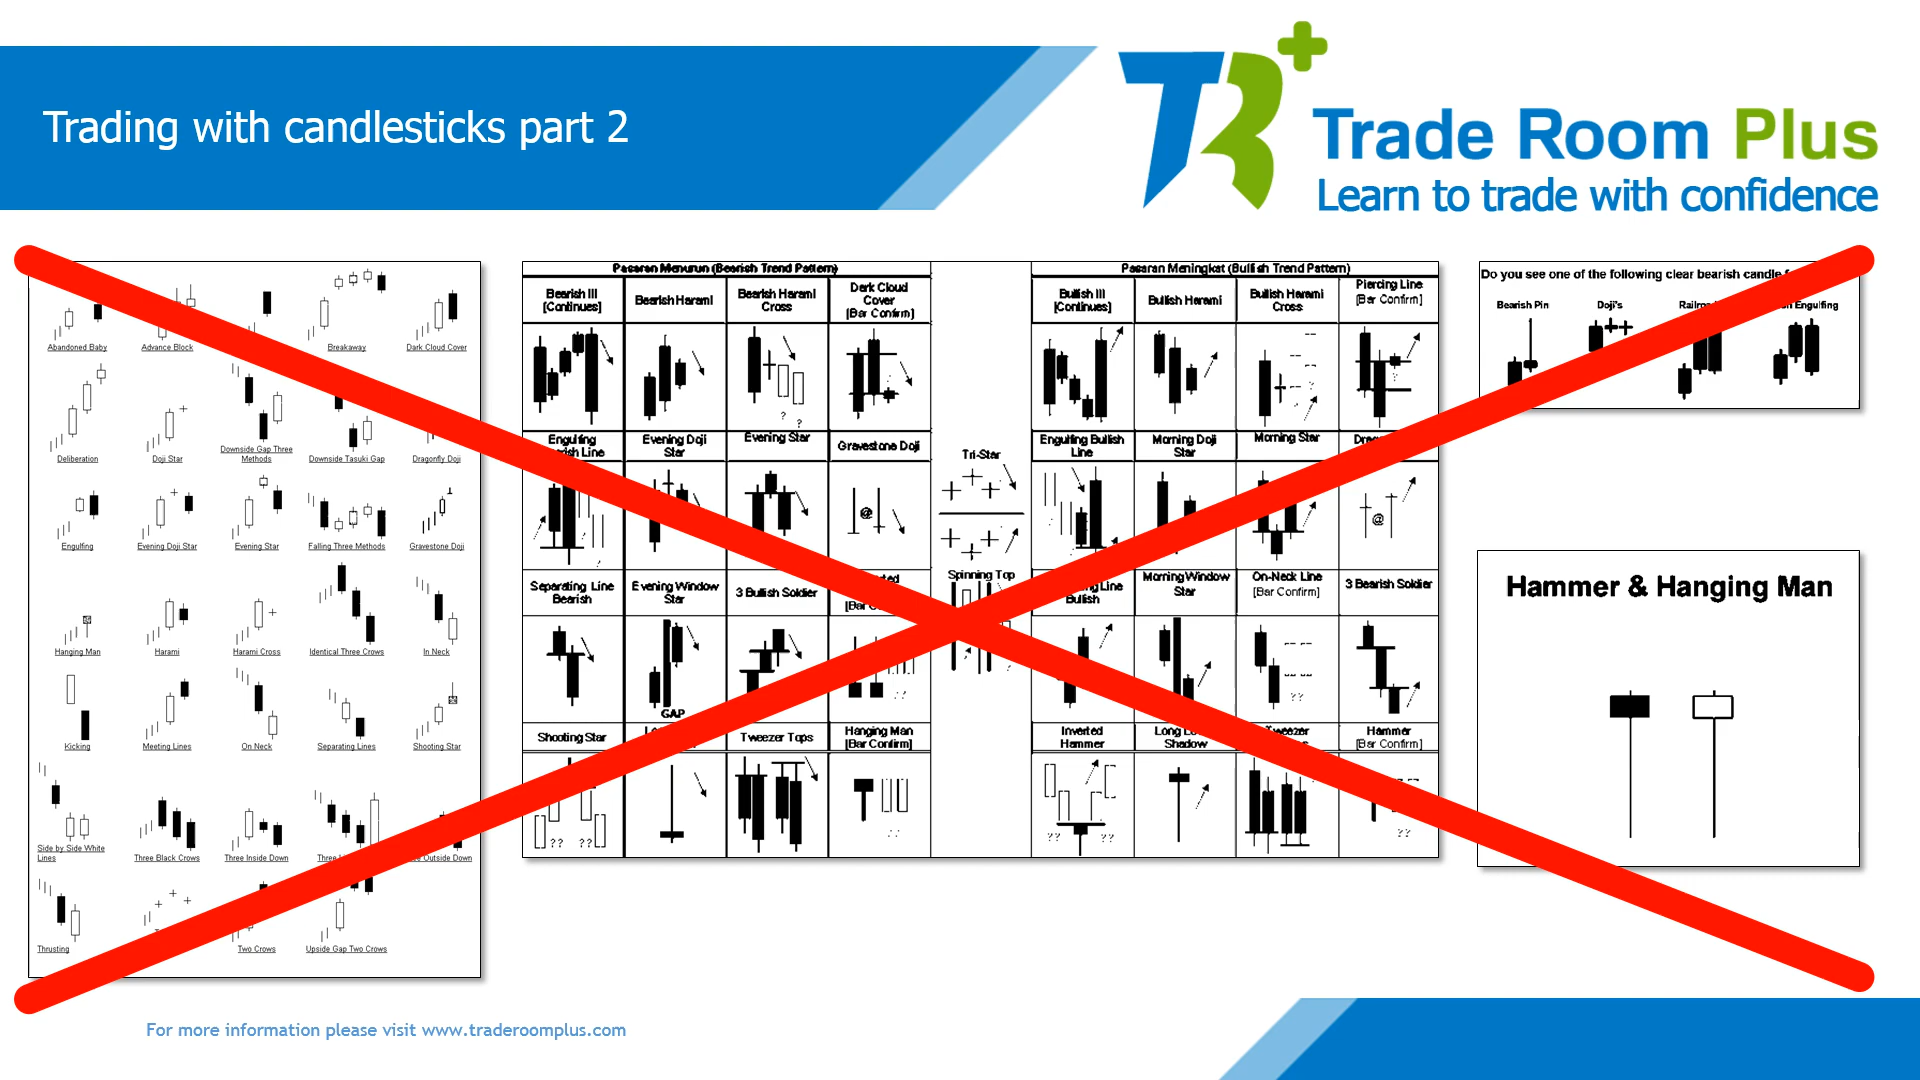 Trading with candlesticks part 2
Trade Room Plus
Learn to trade with confidence
Abandoned Baby
Advance Block
Breakaway
Dark Cloud Cover
Deliberation
Doji Star
Downside Gap Three
Methods
Downside Tasuki Gap
Dragonfly Doji
Engulfing
Evening Doji Star
Evening Star
Falling Three Methods
Gravestone Doji
Hanging Man
Harami
Harami Cross
Identical Three Crows
In Neck
Kicking
Meeting Lines
On Neck
Separating Lines
Shooting Star
Side by Side White
Lines
Three Black Crows
Three Inside Down
Outside Down
Thrusting
Two Crows
Upside Gap Two Crows
Pasaran Menurun (Bearish Trend Pattern)
Bearish III
[Continues]
Bearish Harami
Bearish Harami
Cross
Dark Cloud
Cover
[Bar Confirm]
? ?
Engulfing
Line
Evening Doji
Star
Evening Star
Gravestone Doji
@
Separating Line
Bearish
Evening Window
Star
3 Bullish Soldier
GAP
Shooting Star
Tweezer Tops
Hanging Man
[Bar Confirm]
?? ??
Tri-Star
Spinning Top
Pasaran Meningkat (Bullish Trend Pattern)
Bullish III
[Continues]
Bullish Harami
Bullish Harami
Cross
Piercing Line
[Bar Confirm]
Engulfing Bullish
Line
Morning Doji
Star
Morning Star
@
Line
Bullish
Morning Window
Star
On-Neck Line
[Bar Confirm]
3 Bearish Soldier
??
Inverted
Hammer
Long
Shadow
Hammer
[Bar Confirm]
?? ??
??
Do you see one of the following clear bearish candle
Bearish Pin
Doji's
Engulfing
Hammer & Hanging Man
For more information please visit www.traderoomplus.com